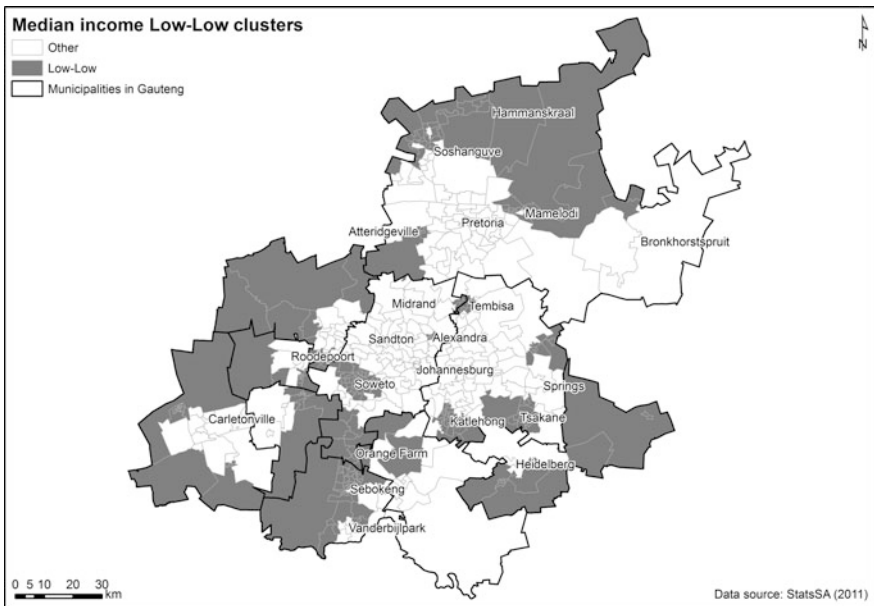 Median income Low-Low clusters
Other
Low-Low
Municipalities in Gauteng
N
Hammanskraal
Soshanguve
Mamelodi
Pretoria
Atteridgeville
Bronkhorstspruit
Midrand
Tembisa
Sandton
Alexandra
Roodepoort
Johannesburg
Soweto
Springs
Carletonville
Katlehong
Tsakane
Orange Farm
Heidelberg
Sebokeng
Vanderbijlpark
0 5 10 20 30
km
Data source: StatsSA (2011)